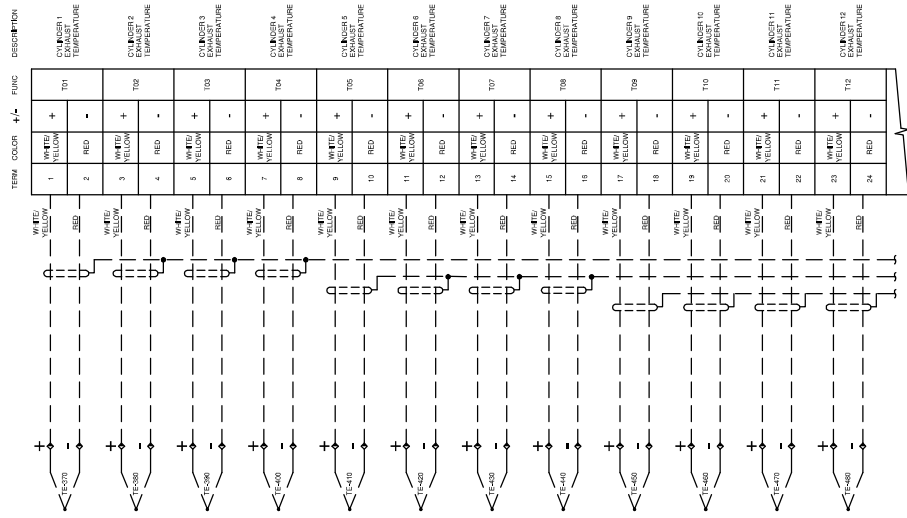 DESCRIPTION
CYLINDER 1
EXHAUST
TEMPERATURE
CYLINDER 2
EXHAUST
TEMPERATURE
CYLINDER 3
EXHAUST
TEMPERATURE
CYLINDER 4
EXHAUST
TEMPERATURE
CYLINDER 5
EXHAUST
TEMPERATURE
CYLINDER 6
EXHAUST
TEMPERATURE
CYLINDER 7
EXHAUST
TEMPERATURE
CYLINDER 8
EXHAUST
TEMPERATURE
CYLINDER 9
EXHAUST
TEMPERATURE
CYLINDER 10
EXHAUST
TEMPERATURE
CYLINDER 11
EXHAUST
TEMPERATURE
CYLINDER 12
EXHAUST
TEMPERATURE
FUNC
T01
T02
T03
T04
T05
T06
T07
T08
T09
T10
T11
T12
+/-
+
-
+
-
+
-
+
-
+
-
+
-
+
-
+
-
+
-
+
-
+
-
+
-
COLOR
WHITE/
YELLOW
RED
WHITE/
YELLOW
RED
WHITE/
YELLOW
RED
WHITE/
YELLOW
RED
WHITE/
YELLOW
RED
WHITE/
YELLOW
RED
WHITE/
YELLOW
RED
WHITE/
YELLOW
RED
WHITE/
YELLOW
RED
WHITE/
YELLOW
RED
WHITE/
YELLOW
RED
WHITE/
YELLOW
RED
TERM
1
2
3
4
5
6
7
8
9
10
11
12
13
14
15
16
17
18
19
20
21
22
23
24
WHITE/
YELLOW
RED
WHITE/
YELLOW
RED
WHITE/
YELLOW
RED
WHITE/
YELLOW
RED
WHITE/
YELLOW
RED
WHITE/
YELLOW
RED
WHITE/
YELLOW
RED
WHITE/
YELLOW
RED
WHITE/
YELLOW
RED
WHITE/
YELLOW
RED
WHITE/
YELLOW
RED
WHITE/
YELLOW
RED
+ -
+ -
+ -
+ -
+ -
+ -
+ -
+ -
+ -
+ -
+ -
+ -
TE-370
TE-380
TE-390
TE-400
TE-410
TE-420
TE-430
TE-440
TE-450
TE-460
TE-470
TE-480